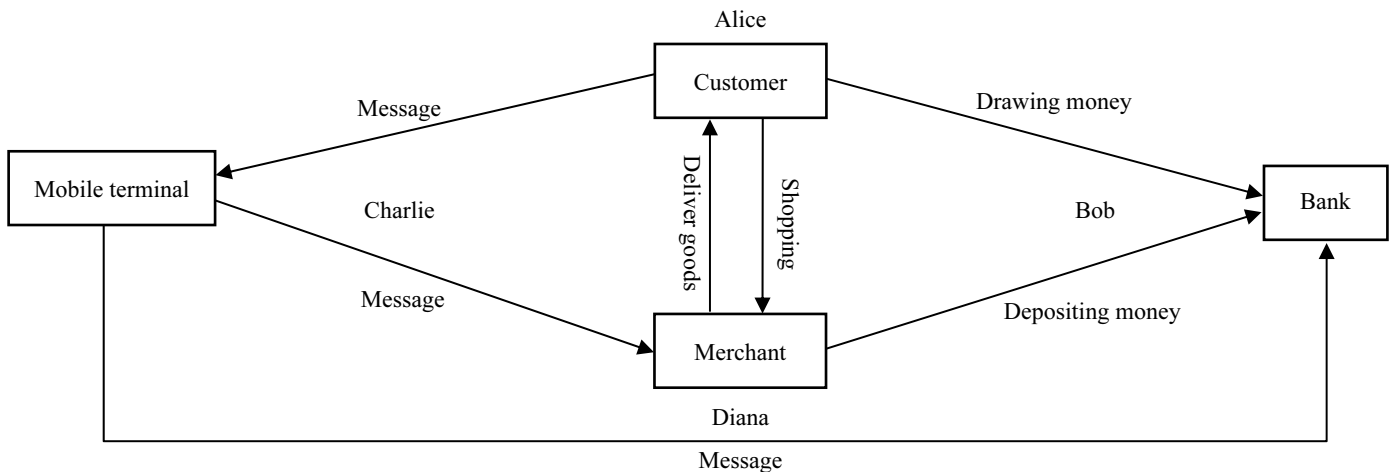 Alice
Customer
Message
Drawing money
Mobile terminal
Charlie
Deliver goods
Shopping
Bob
Bank
Message
Depositing money
Merchant
Diana
Message